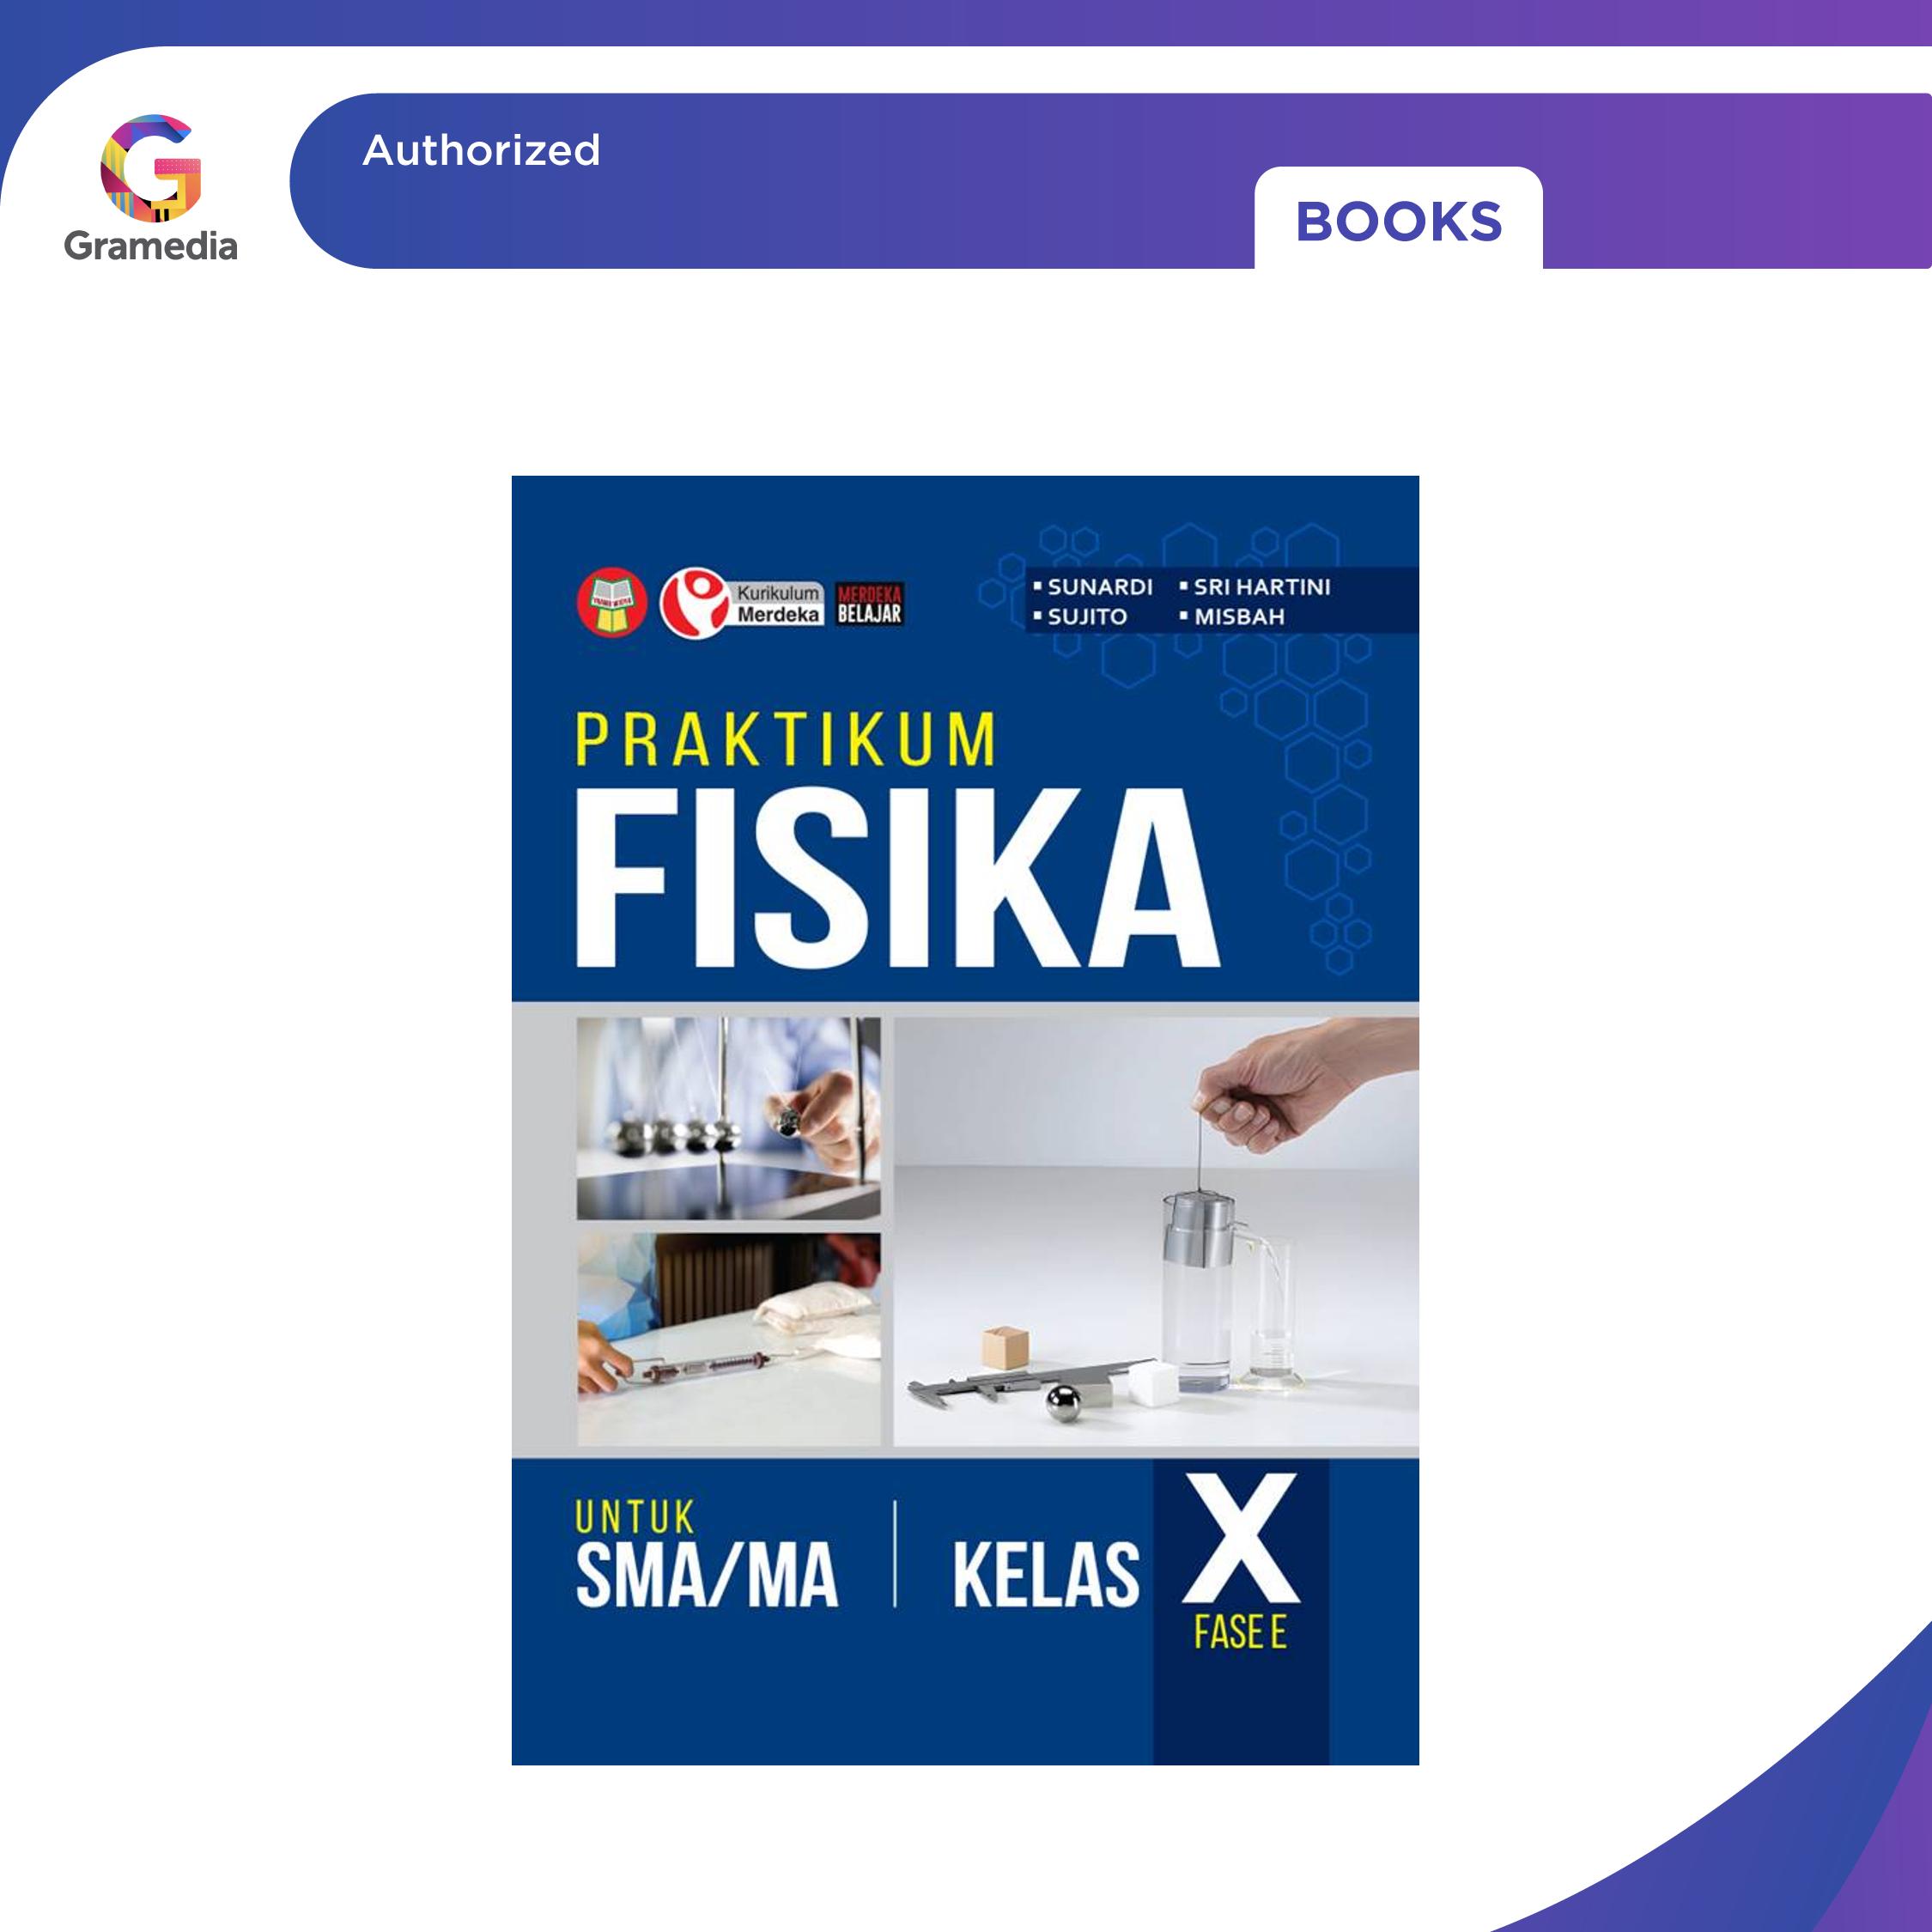 Gramedia
Authorized
BOOKS
Kurikulum
Merdeka
MERDEKA
BELAJAR
▪ SUNARDI ▪ SRI HARTINI
▪ SUJITO ▪ MISBAH
PRAKTIKUM
FISIKA
UNTUK
SMA/MA
KELAS
X
FASE E